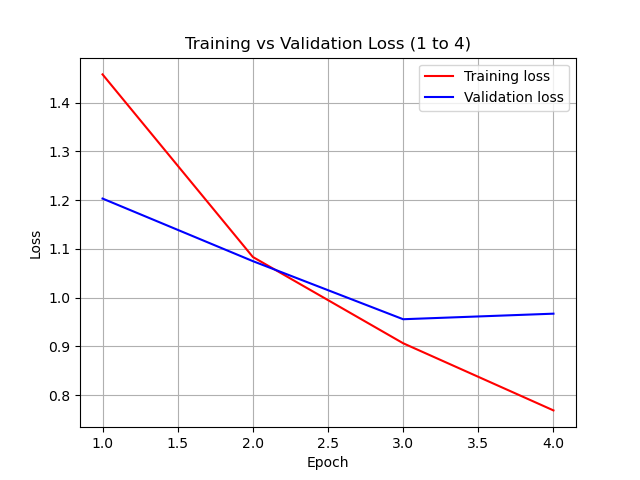 Training vs Validation Loss (1 to 4)
Training loss
Validation loss
Loss
1.4
1.3
1.2
1.1
1.0
0.9
0.8
1.0 1.5 2.0 2.5 3.0 3.5 4.0
Epoch